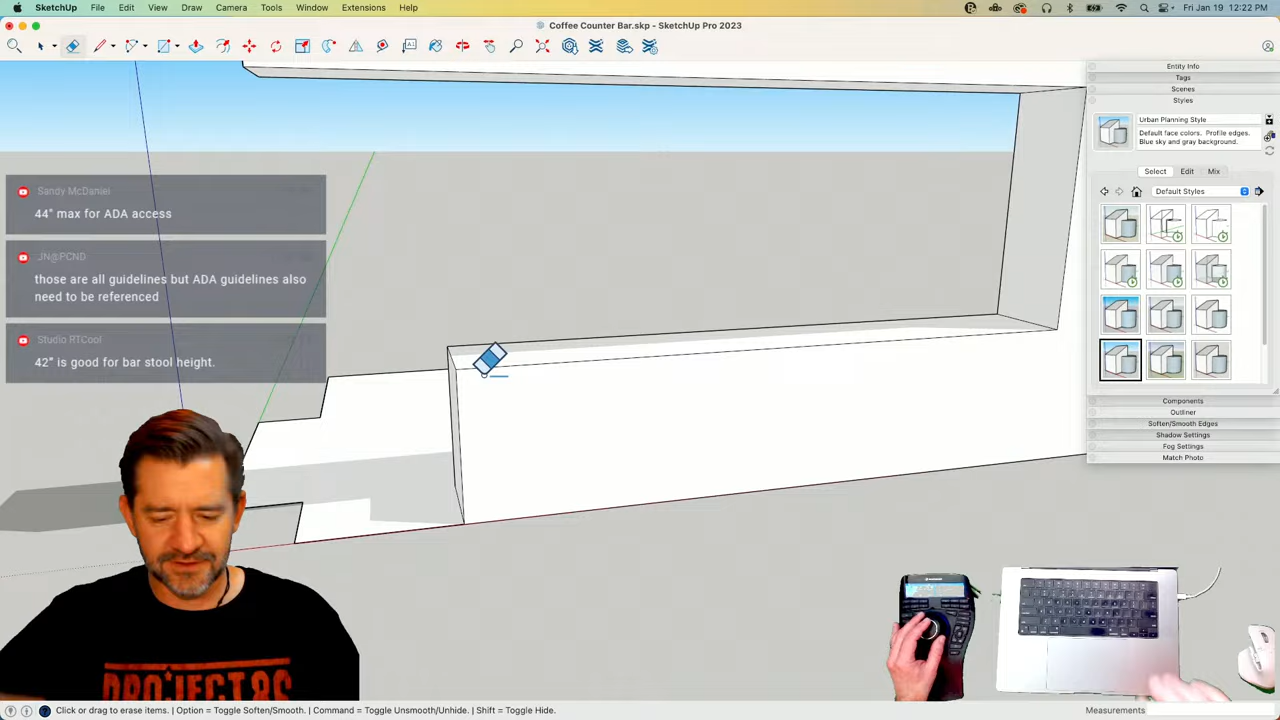 SketchUp File Edit View Draw Camera Tools Window Extensions Help Fri Jan 19 12:22 PM
Coffee Counter Bar.skp - SketchUp Pro 2023
Entity Info
Tags
Scenes
Styles
Urban Planning Style
Default face colors. Profile edges.
Blue sky and gray background.
Select Edit Mix
Default Styles
Components
Outliner
Soften/Smooth Edges
Shadow Settings
Fog Settings
Match Photo
Sandy McDaniel
44" max for ADA access
JN@PCND
those are all guidelines but ADA guidelines also
need to be referenced
Studio RTCool
42" is good for bar stool height.
Click or drag to erase items. | Option = Toggle Soften/Smooth. | Command = Toggle Unsmooth/Unhide. | Shift = Toggle Hide.
Measurements